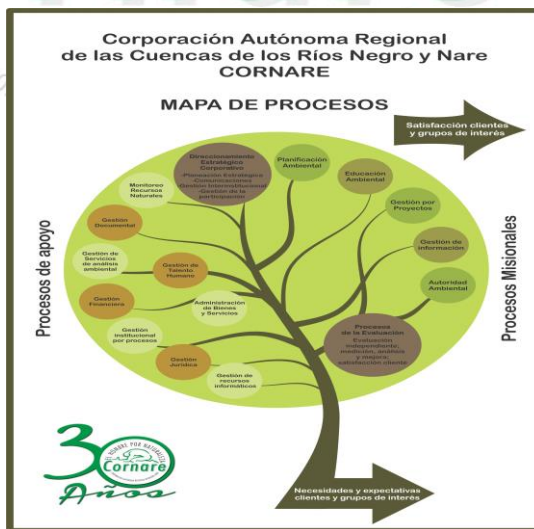 Corporación Autónoma Regional
de las Cuencas de los Ríos Negro y Nare
CORNARE
MAPA DE PROCESOS
Satisfacción clientes
y grupos de interés
Direccionamiento
Estratégico
Corporativo
-Planeación Estratégica
-Comunicaciones
-Gestión Interinstitucional
-Gestión de la
participación
Planificación
Ambiental
Educación
Ambiental
Monitoreo
Recursos
Naturales
Gestión por
Proyectos
Gestión
Documental
Gestión de
información
Gestión de
Servicios
de análisis
ambiental
Gestión de
Talento
Humano
Autoridad
Ambiental
Gestión
Financiera
Administración
de Bienes
y Servicios
Procesos de apoyo
Procesos Misionales
Gestión
institucional
por procesos
Procesos
de la Evaluación
Evaluación
independiente,
medición, análisis
y mejora,
satisfacción cliente.
Gestión
Jurídica
Gestión de
recursos
informáticos
30
POR NATURALEZA
Cornare
Años
Necesidades y expectativas
clientes y grupos de interés